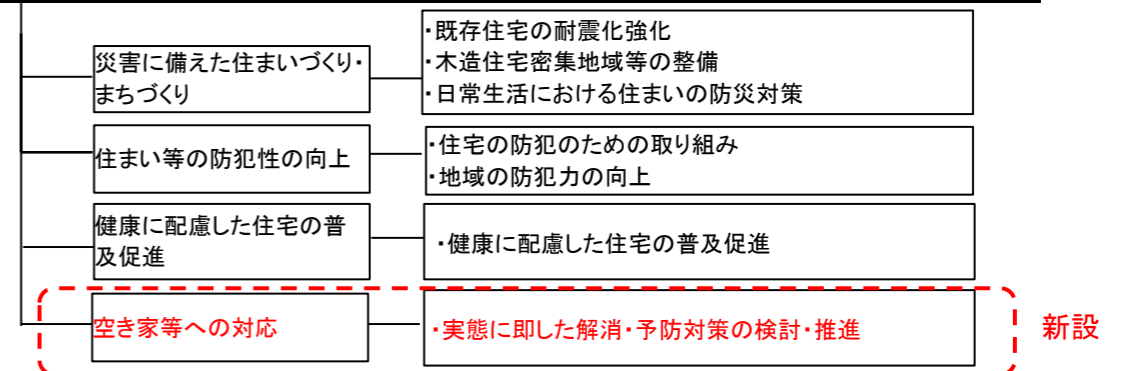 災害に備えた住まいづくり・
まちづくり
・既存住宅の耐震化強化
・木造住宅密集地域等の整備
・日常生活における住まいの防災対策
住まい等の防犯性の向上
・住宅の防犯のための取り組み
・地域の防犯力の向上
健康に配慮した住宅の普
及促進
・健康に配慮した住宅の普及促進
空き家等への対応
・実態に即した解消・予防対策の検討・推進
新設